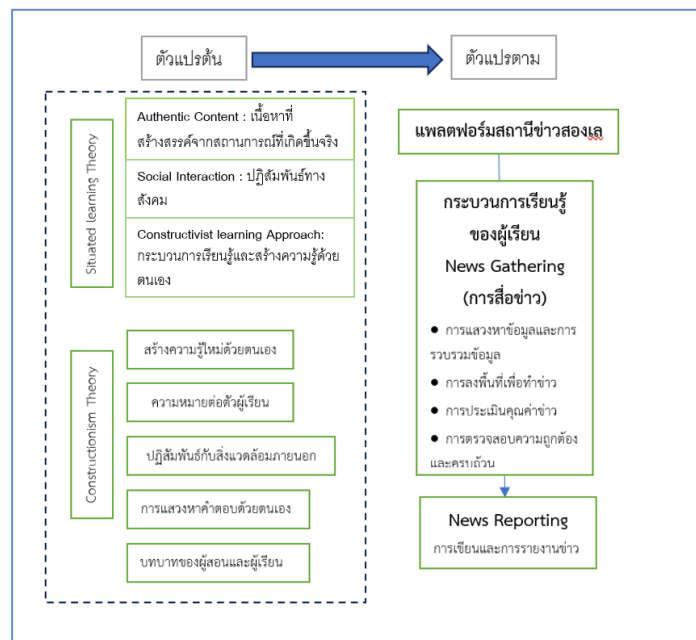 ตัวแปรต้น
ตัวแปรตาม
Situated learning Theory
Authentic Content : เนื้อหาที่
สร้างสรรค์จากสถานการณ์ที่เกิดขึ้นจริง
Social Interaction : ปฏิสัมพันธ์ทาง
สังคม
Constructivist learning Approach:
กระบวนการเรียนรู้และสร้างความรู้ด้วย
ตนเอง
Constructionism Theory
สร้างความรู้ใหม่ด้วยตนเอง
ความหมายต่อตัวผู้เรียน
ปฏิสัมพันธ์กับสิ่งแวดล้อมภายนอก
การแสวงหาคำตอบด้วยตนเอง
บทบาทของผู้สอนและผู้เรียน
แพลตฟอร์มสถานีข่าวสองเล
กระบวนการเรียนรู้
ของผู้เรียน
News Gathering
(การสื่อข่าว)
● การแสวงหาข้อมูลและการ
รวบรวมข้อมูล
● การลงพื้นที่เพื่อทำข่าว
● การประเมินคุณค่าข่าว
● การตรวจสอบความถูกต้อง
และครบถ้วน
News Reporting
การเขียนและการรายงานข่าว